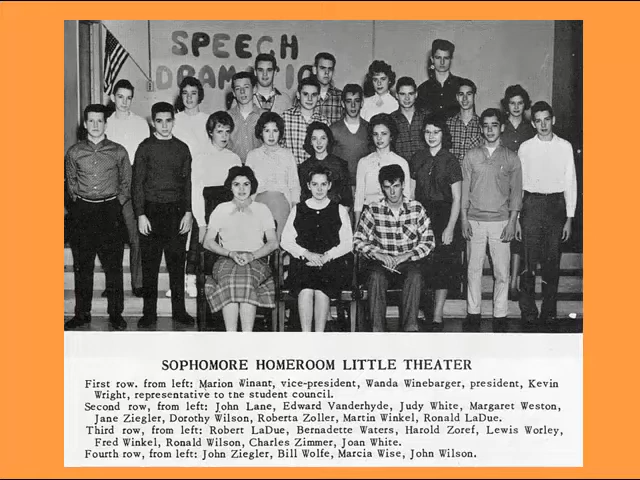 SPEECH
DRAMATIC
SOPHOMORE HOMEROOM LITTLE THEATER
First row. from left: Marion Winant, vice-president, Wanda Winebarger, president, Kevin
Wright, representative to the student council.
Second row, from left: John Lane, Edward Vanderhyde, Judy White, Margaret Weston,
Jane Ziegler, Dorothy Wilson, Roberta Zoller, Martin Winkel, Ronald LaDue.
Third row, from left: Robert LaDue, Bernadette Waters, Harold Zoref, Lewis Worley,
Fred Winkel, Ronald Wilson, Charles Zimmer, Joan White.
Fourth row, from left: John Ziegler, Bill Wolfe, Marcia Wise, John Wilson.